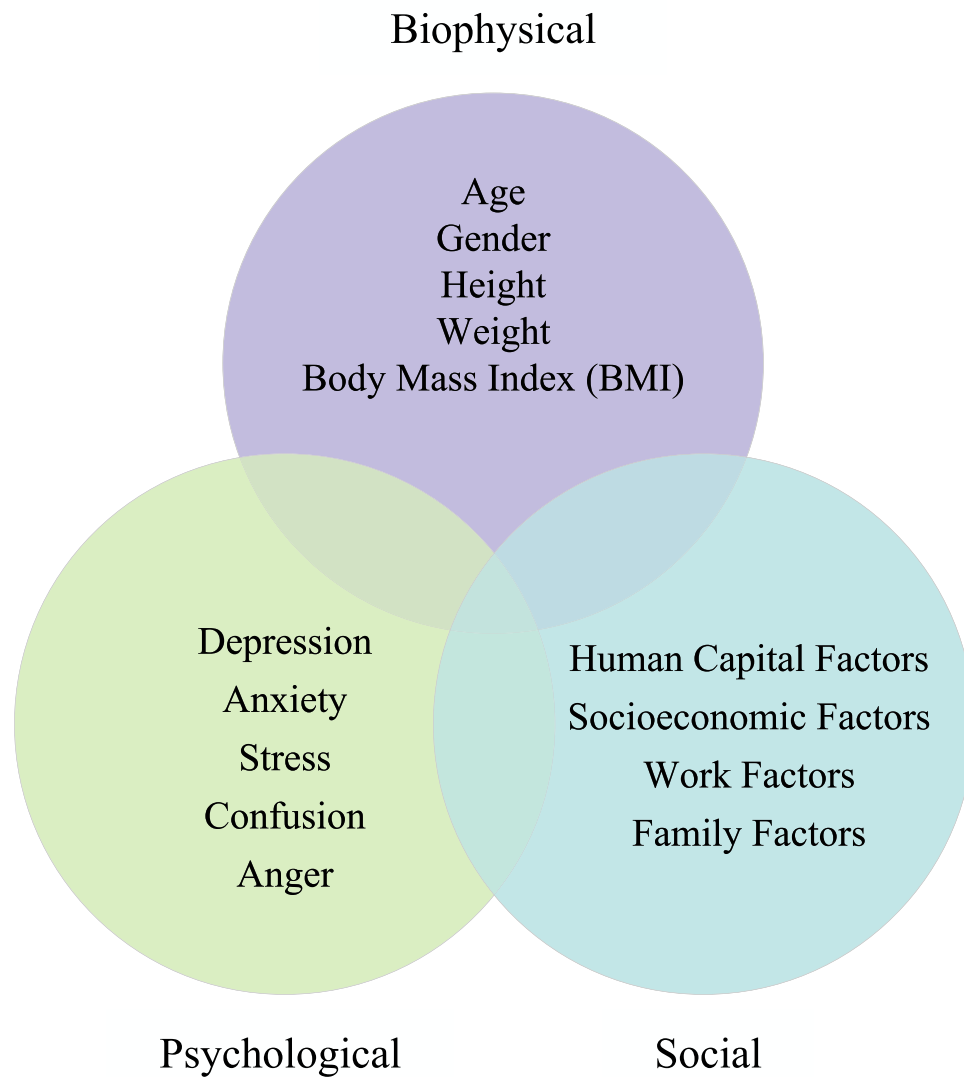 Biophysical
Age
Gender
Height
Weight
Body Mass Index (BMI)
Depression
Anxiety
Stress
Confusion
Anger
Human Capital Factors
Socioeconomic Factors
Work Factors
Family Factors
Psychological
Social